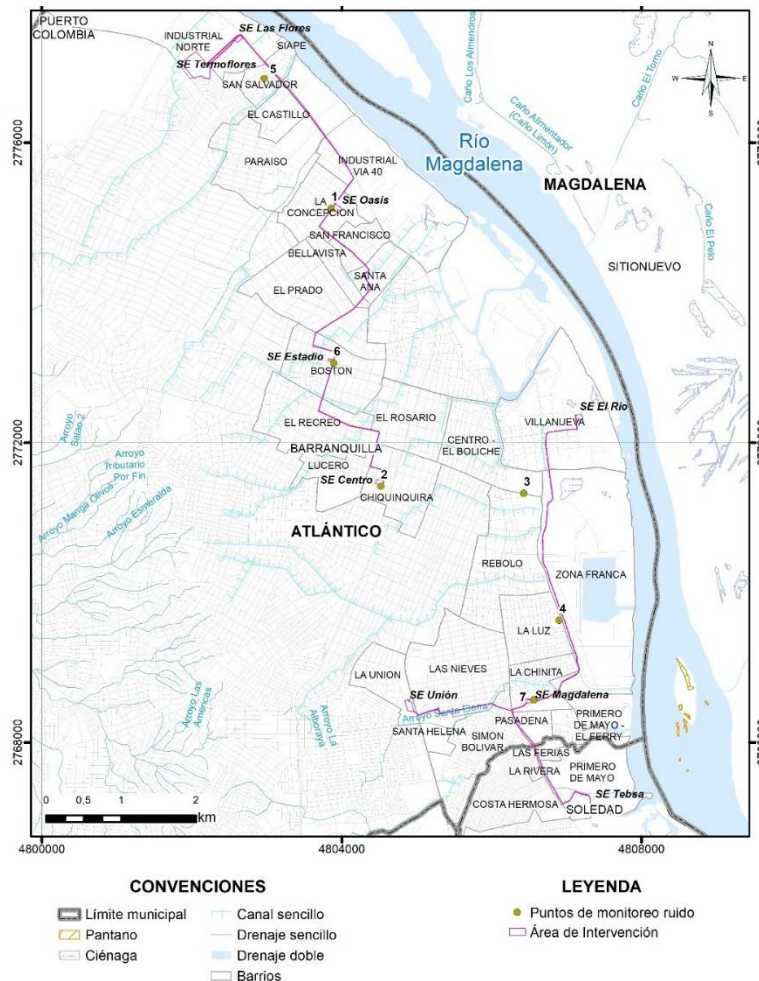 PUERTO
COLOMBIA
INDUSTRIAL
NORTE
SE Las Flores
SIAPE
SE Termoflores
5
SAN SALVADOR
EL CASTILLO
PARAISO
INDUSTRIAL
VIA 40
Caño Los Almendros
Caño Alimentador
(Caño Limón)
Caño El Torno
N
W
E
S
2776000
Río
Magdalena
MAGDALENA
1
SE Oasis
LA
CONCEPCION
SAN FRANCISCO
BELLAVISTA
SANTA
ANA
EL PRADO
SITIONUEVO
Caño El Pelo
6
SE Estadio
BOSTON
SE El Río
VILLANUEVA
EL RECREO
EL ROSARIO
CENTRO -
EL BOLICHE
2772000
BARRANQUILLA
LUCERO
SE Centro
2
CHIQUINQUIRA
3
Arroyo
Salao 2
Arroyo
Tributario
Por Fin
Arroyo Manga Olivos
Arroyo Esmeralda
ATLÁNTICO
REBOLO
ZONA FRANCA
4
LA LUZ
LA UNION
LAS NIEVES
LA CHINITA
SE Unión
7
SE Magdalena
Arroyo Santa Elena
PASADENA
PRIMERO
DE MAYO -
EL FERRY
SANTA HELENA
SIMON
BOLIVAR
LAS FERIAS
LA RIVERA
PRIMERO
DE MAYO
Arroyo Las
Americas
Arroyo La
Alboraya
2768000
COSTA HERMOSA
SE Tebsa
SOLEDAD
0 0,5 1 2
km
4800000
4804000
4808000
CONVENCIONES
Límite municipal
Pantano
Ciénaga
Canal sencillo
Drenaje sencillo
Drenaje doble
Barrios
LEYENDA
Puntos de monitoreo ruido
Área de Intervención